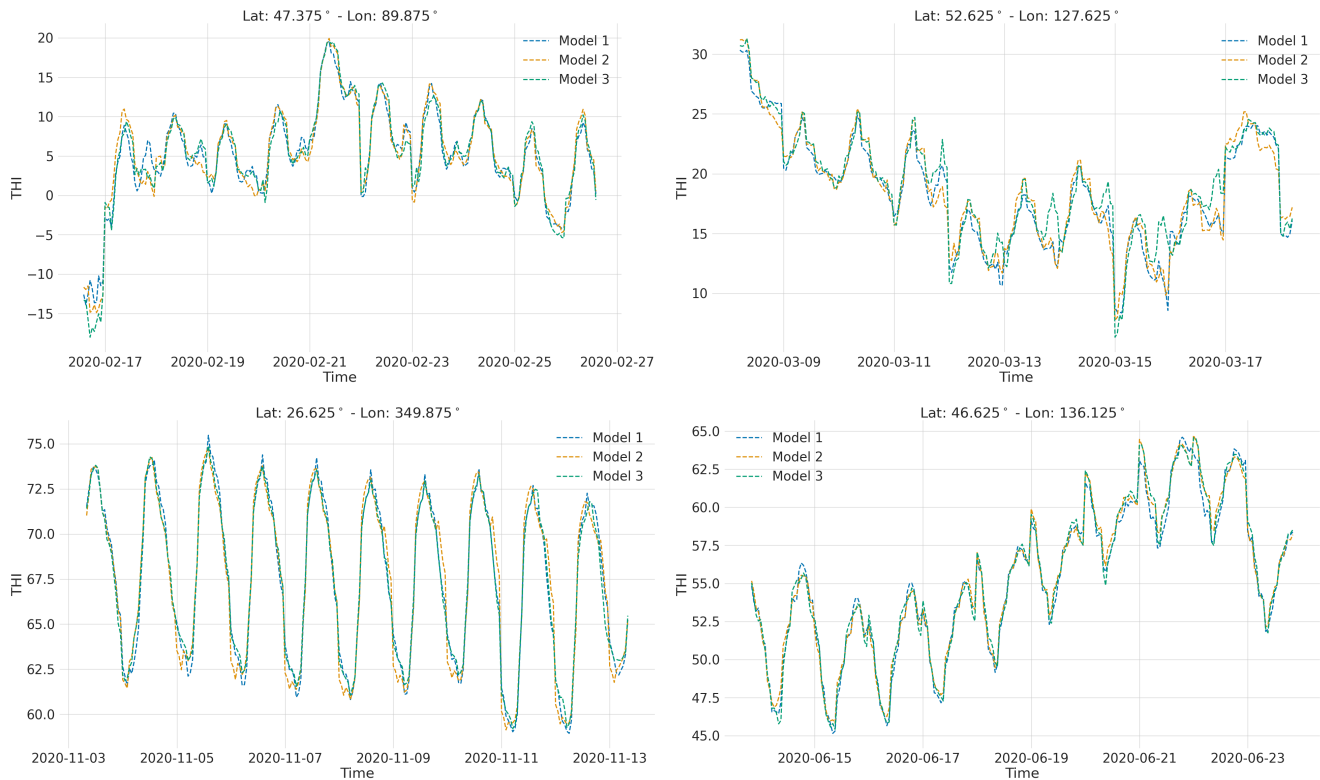 Lat: 47.375° - Lon: 89.875°
THI
20
15
10
5
0
−5
−10
−15
Model 1
Model 2
Model 3
2020-02-17 2020-02-19 2020-02-21 2020-02-23 2020-02-25 2020-02-27
Time
Lat: 52.625° - Lon: 127.625°
THI
30
25
20
15
10
Model 1
Model 2
Model 3
2020-03-09 2020-03-11 2020-03-13 2020-03-15 2020-03-17
Time
Lat: 26.625° - Lon: 349.875°
THI
75.0
72.5
70.0
67.5
65.0
62.5
60.0
Model 1
Model 2
Model 3
2020-11-03 2020-11-05 2020-11-07 2020-11-09 2020-11-11 2020-11-13
Time
Lat: 46.625° - Lon: 136.125°
THI
65.0
62.5
60.0
57.5
55.0
52.5
50.0
47.5
45.0
Model 1
Model 2
Model 3
2020-06-15 2020-06-17 2020-06-19 2020-06-21 2020-06-23
Time